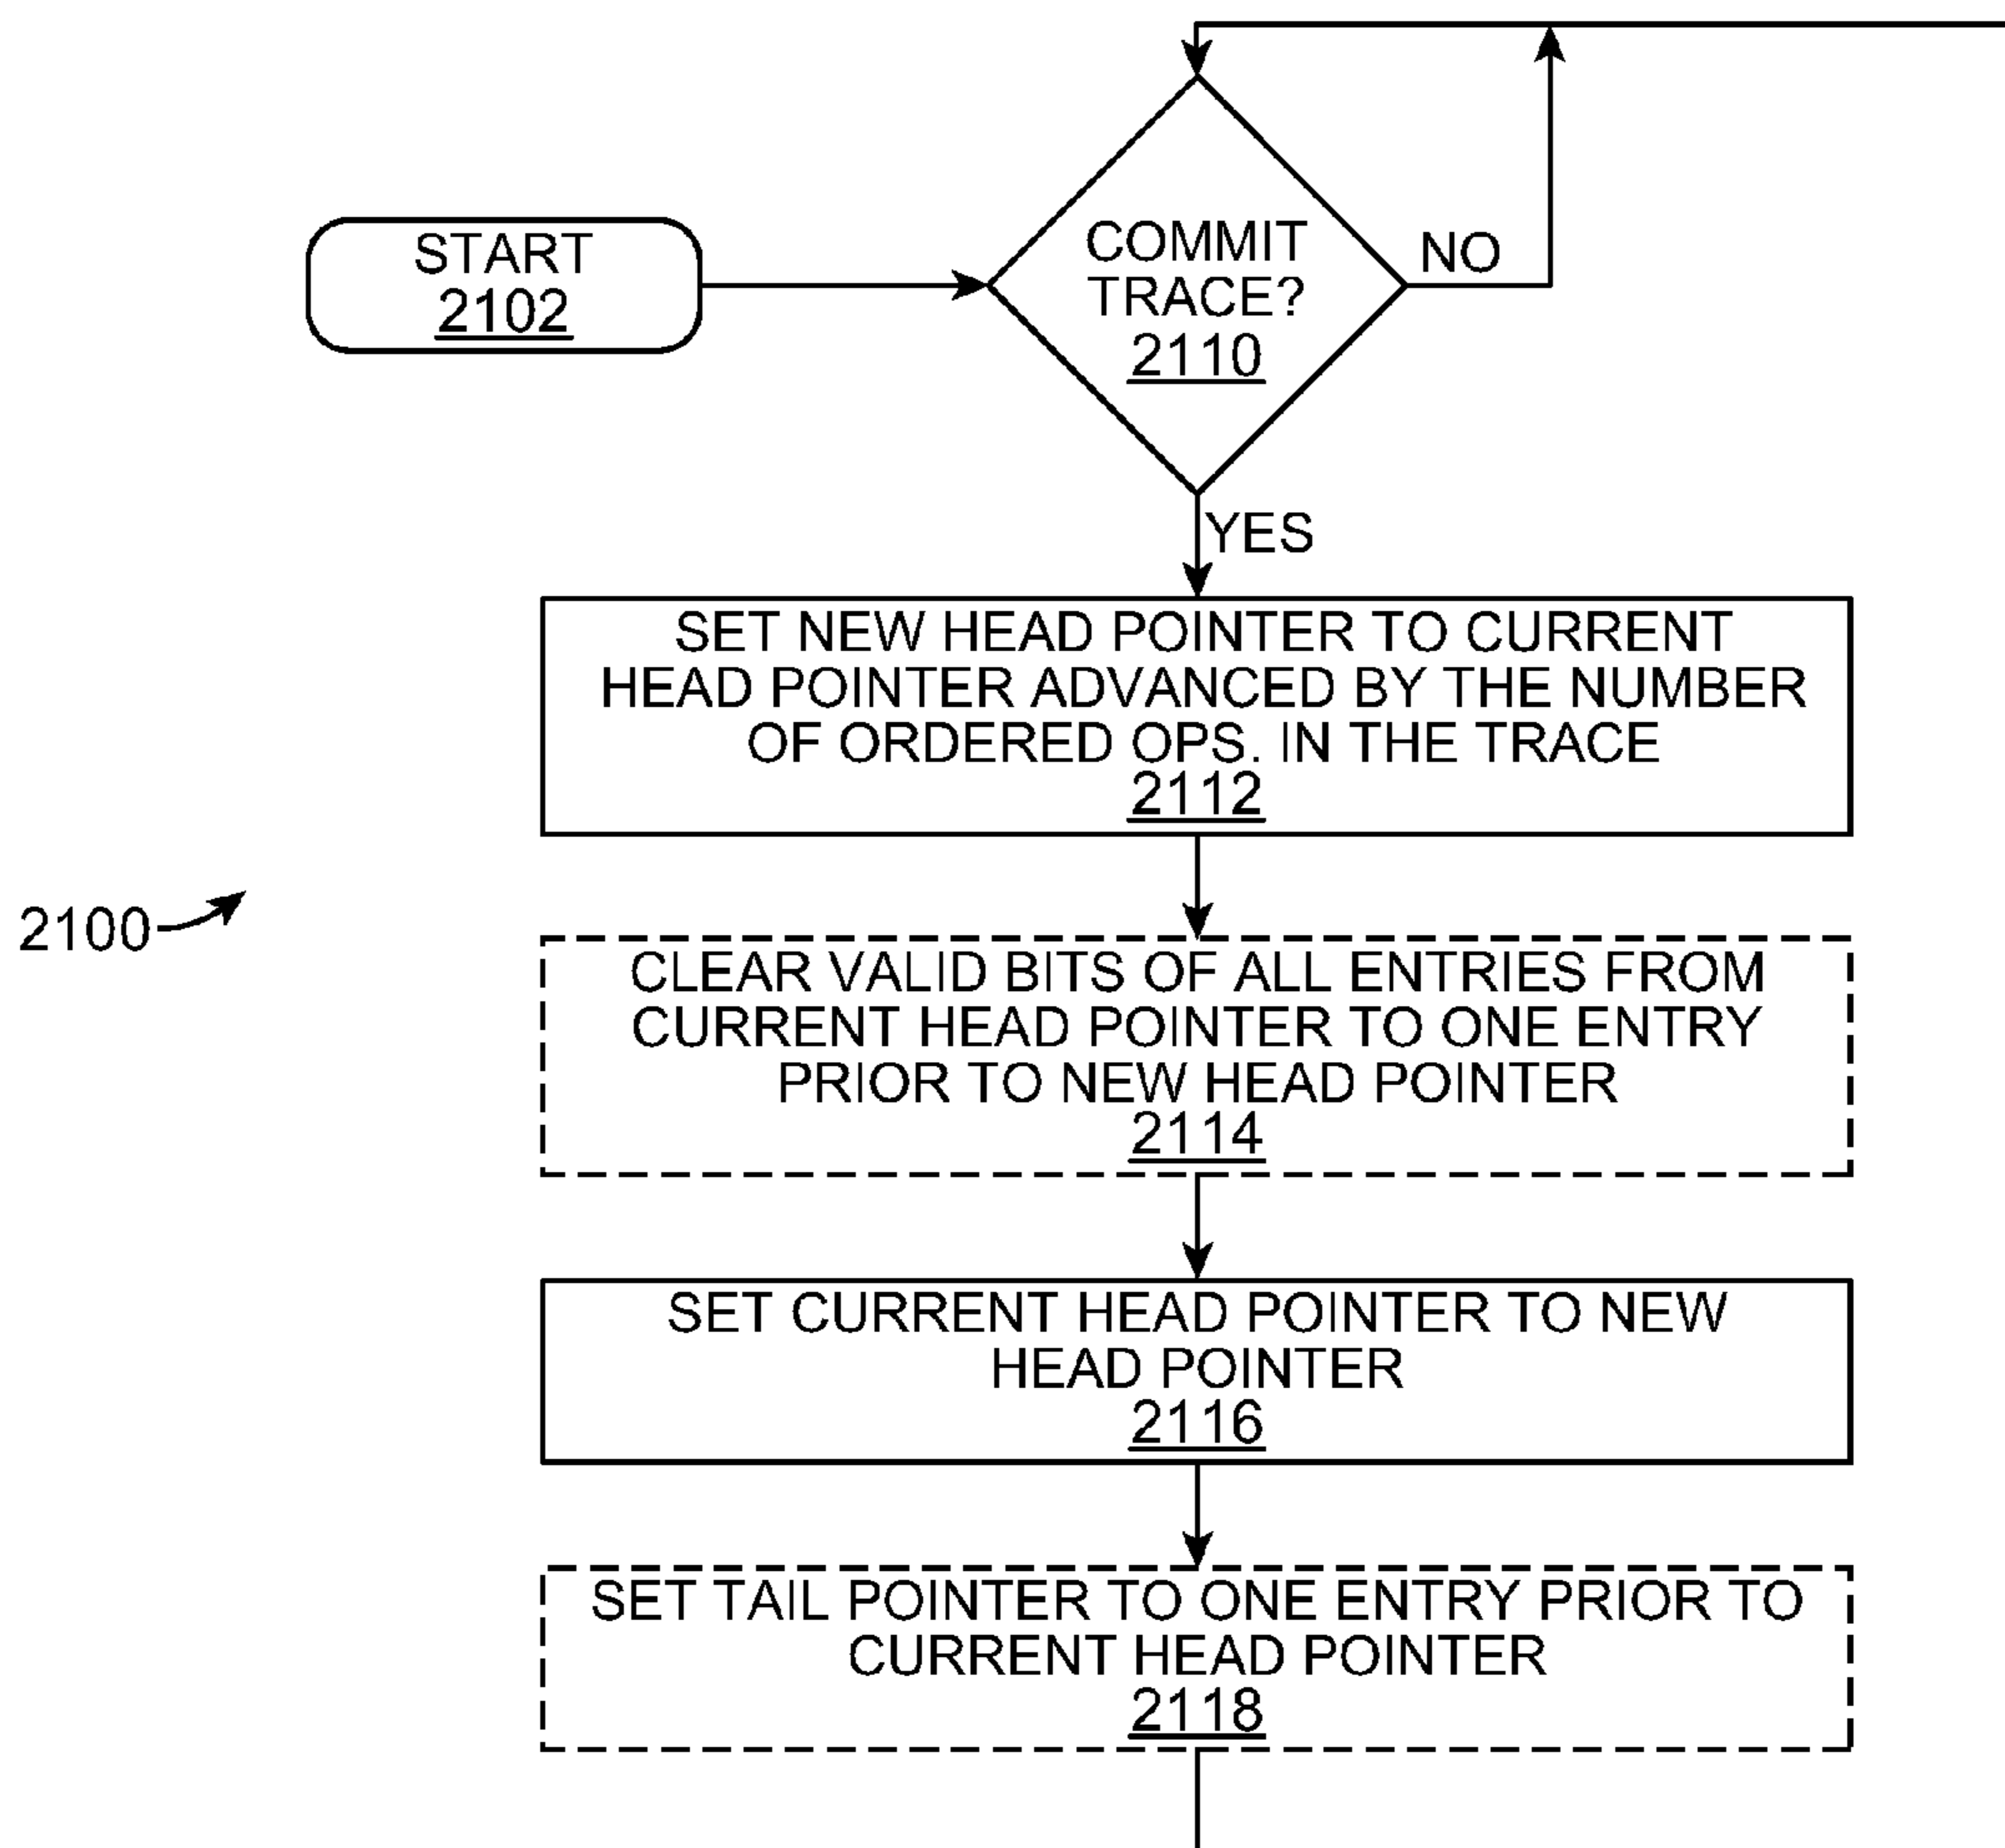 START
2102
COMMIT
TRACE?
2110
NO
YES
SET NEW HEAD POINTER TO CURRENT
HEAD POINTER ADVANCED BY THE NUMBER
OF ORDERED OPS. IN THE TRACE
2112
2100
CLEAR VALID BITS OF ALL ENTRIES FROM
CURRENT HEAD POINTER TO ONE ENTRY
PRIOR TO NEW HEAD POINTER
2114
SET CURRENT HEAD POINTER TO NEW
HEAD POINTER
2116
SET TAIL POINTER TO ONE ENTRY PRIOR TO
CURRENT HEAD POINTER
2118